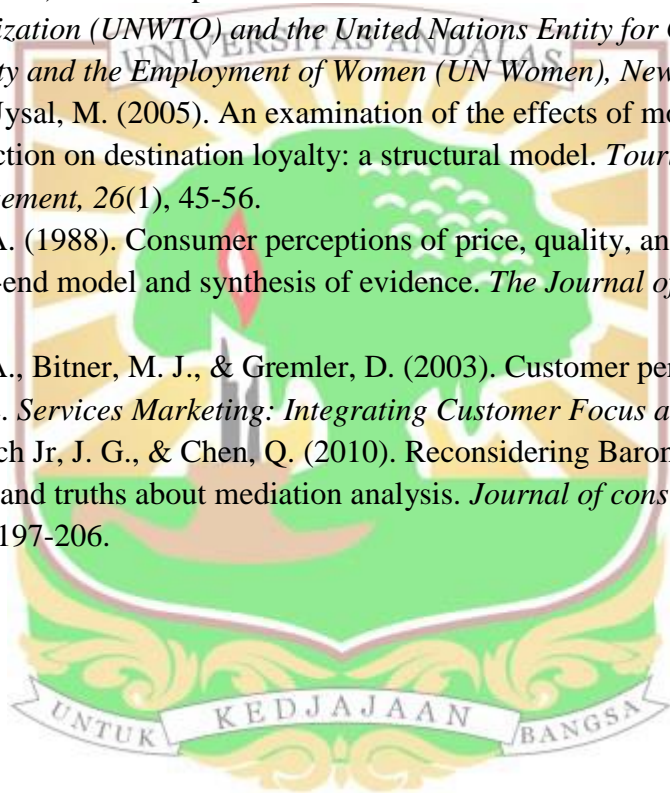 ization (UNWTO) and the United Nations Entity for
UNIVERSITAS ANDALAS
ty and the Employment of Women (UN Women), New
Uysal, M. (2005). An examination of the effects of mo
ction on destination loyalty: a structural model. Tour
ement, 26(1), 45-56.
A. (1988). Consumer perceptions of price, quality, an
-end model and synthesis of evidence. The Journal of
A., Bitner, M. J., & Gremler, D. (2003). Customer per
. Services Marketing: Integrating Customer Focus a
ch Jr, J. G., & Chen, Q. (2010). Reconsidering Baron
and truths about mediation analysis. Journal of cons
197-206.
UNTUK KEDJAJAAN BANGSA